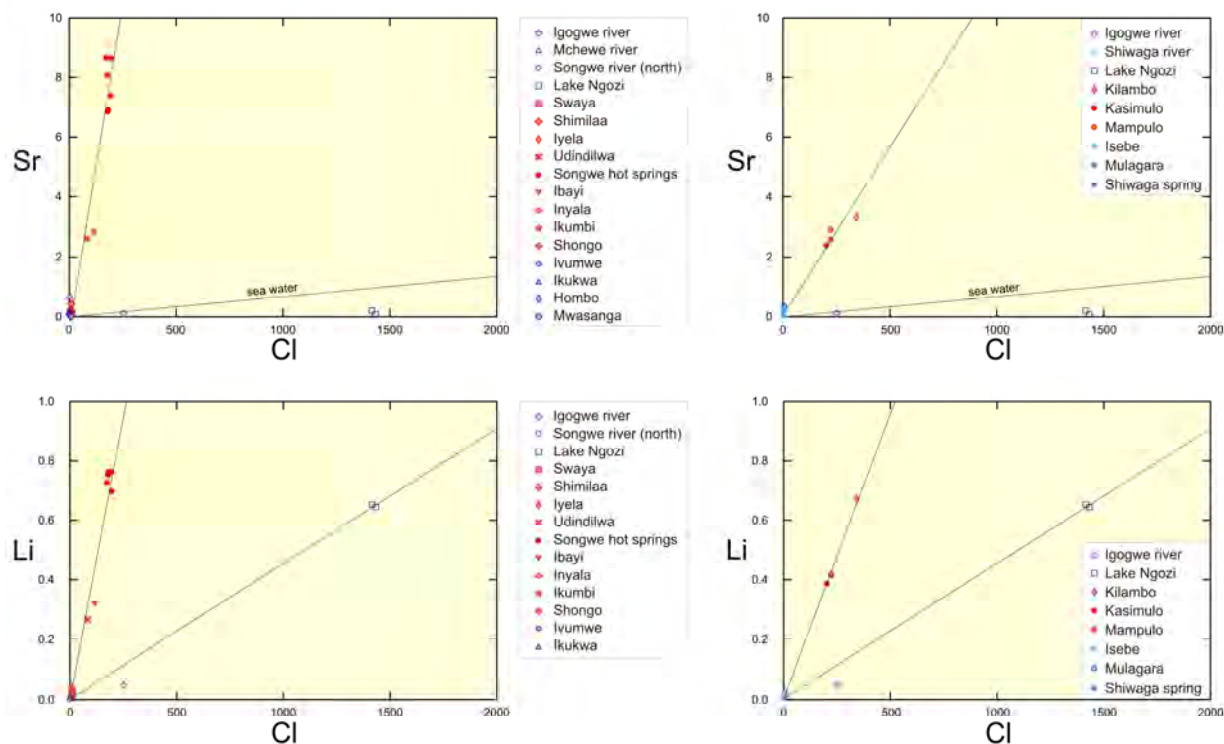 10
8
6
Sr
4
2
0
sea water
0
500
1000
1500
2000
Cl
Igogwe river
Mchewe river
Songwe river (north)
Lake Ngozi
Swaya
Shimilaa
Iyela
Udindilwa
Songwe hot springs
Ibayi
Inyala
Ikumbi
Shongo
Ivumwe
Ikukwa
Hombo
Mwasanga
10
8
6
Sr
4
2
0
sea water
0
500
1000
1500
2000
Cl
Igogwe river
Shiwaga river
Lake Ngozi
Kilambo
Kasimulo
Mampulo
Isebe
Mulagara
Shiwaga spring
1.0
0.8
0.6
Li
0.4
0.2
0.0
0
500
1000
1500
2000
Cl
Igogwe river
Songwe river (north)
Lake Ngozi
Swaya
Shimilaa
Iyela
Udindilwa
Songwe hot springs
Ibayi
Inyala
Ikumbi
Shongo
Ivumwe
Ikukwa
1.0
0.8
0.6
Li
0.4
0.2
0.0
0
500
1000
1500
2000
Cl
Igogwe river
Lake Ngozi
Kilambo
Kasimulo
Mampulo
Isebe
Mulagara
Shiwaga spring